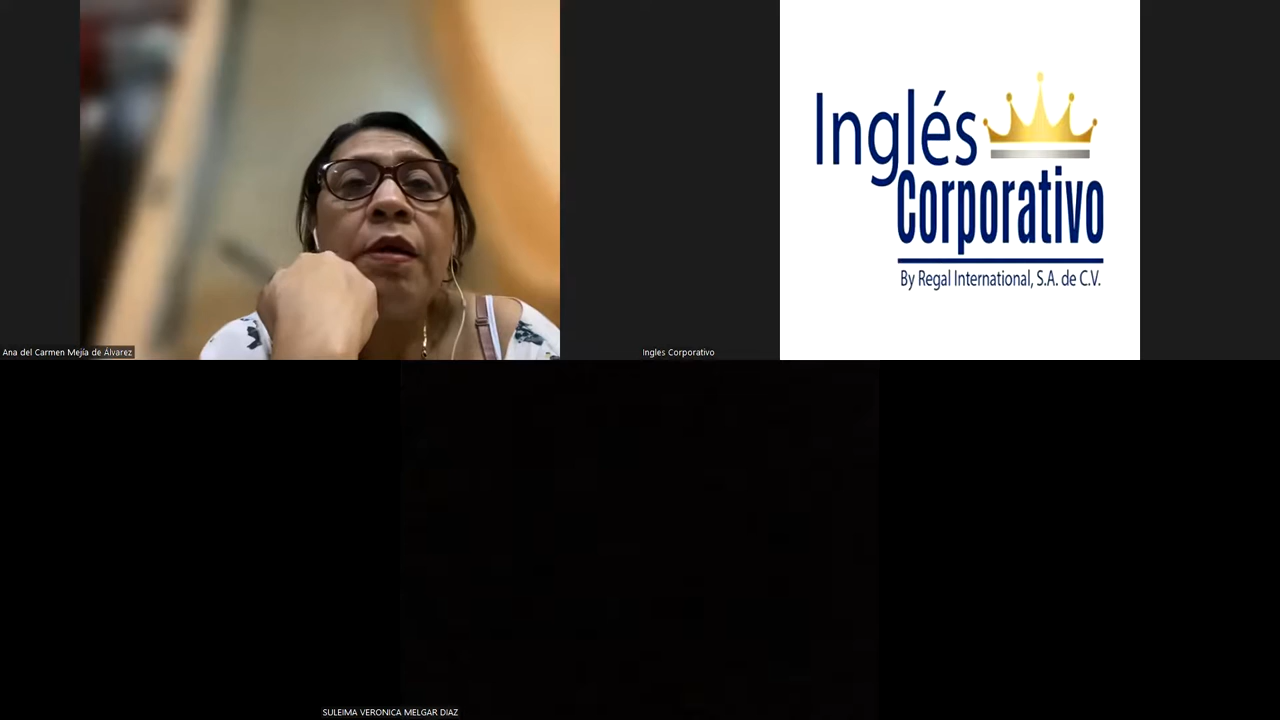 Inglés
Corporativo
By Regal International, S.A. de C.V.
Ana del Carmen Mejía de Álvarez
Ingles Corporativo
SULEIMA VERONICA MELGAR DIAZ